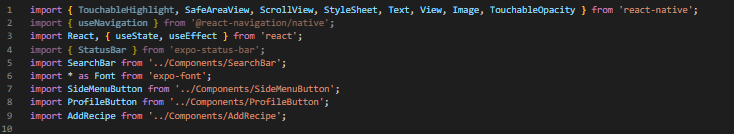 1 import { TouchableHighlight, SafeAreaView, ScrollView, StyleSheet, Text, View, Image, TouchableOpacity } from 'react-native';
2 import { useNavigation } from '@react-navigation/native';
3 import React, { useState, useEffect } from 'react';
4 import { StatusBar } from 'expo-status-bar';
5 import SearchBar from '../Components/SearchBar';
6 import * as Font from 'expo-font';
7 import SideMenuButton from '../Components/SideMenuButton';
8 import ProfileButton from '../Components/ProfileButton';
9 import AddRecipe from '../Components/AddRecipe';
10